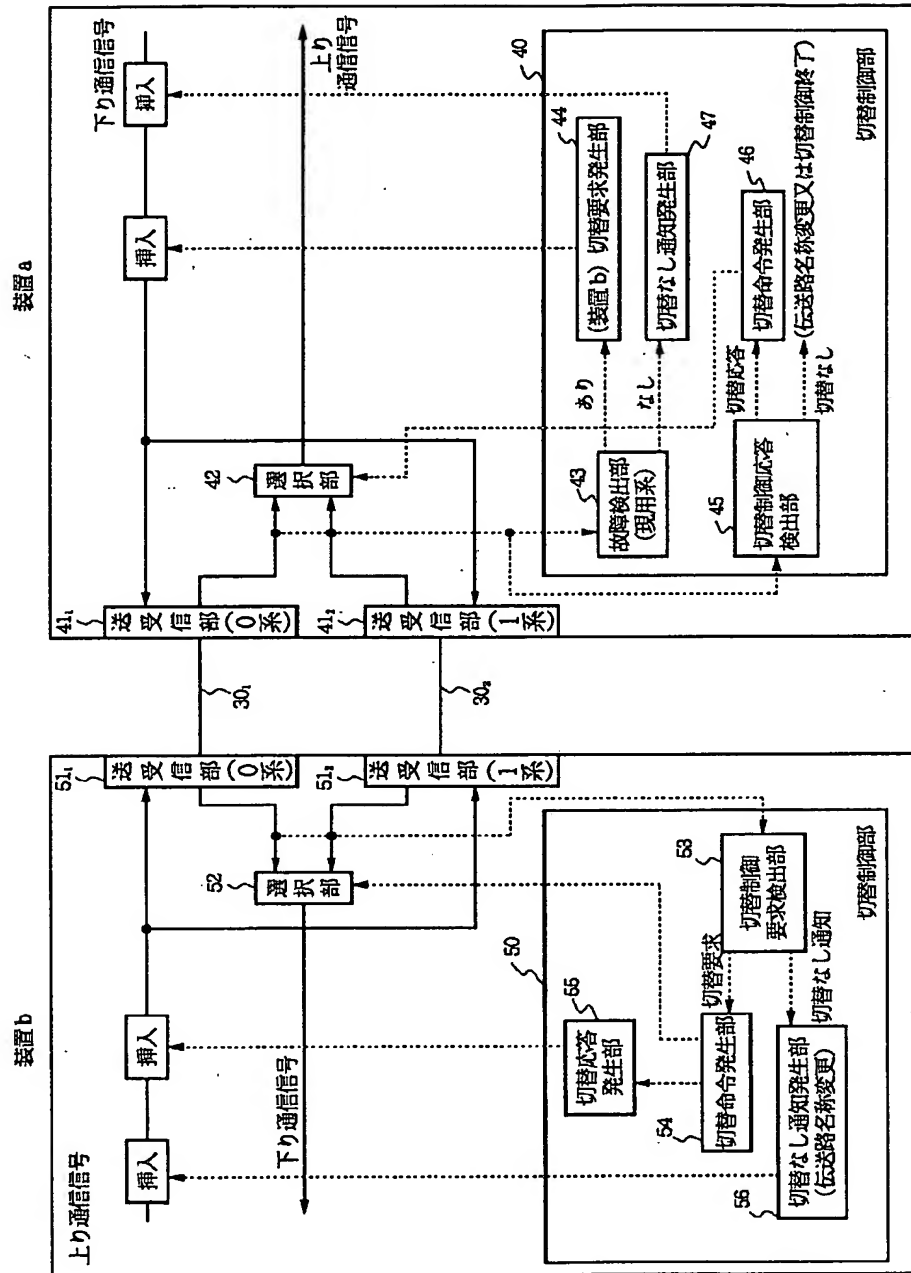 装置a
下り通信信号
挿入
挿入
上り
通信信号
42
選択部
41₁
送受信部(0系)
41₂
送受信部(1系)
40
切替制御部
43
故障検出部
(現用系)
あり
なし
44
(装置b)切替要求発生部
47
切替なし通知発生部
45
切替制御応答
検出部
切替応答
切替なし
46
切替命令発生部
(伝送路名称変更又は切替制御終了)
30₁
30₂
装置b
上り通信信号
挿入
挿入
51₁
送受信部(0系)
51₂
送受信部(1系)
52
選択部
下り通信信号
50
切替制御部
53
切替制御
要求検出部
切替要求
切替なし通知
54
切替命令発生部
55
切替応答
発生部
56
切替なし通知発生部
(伝送路名称変更)